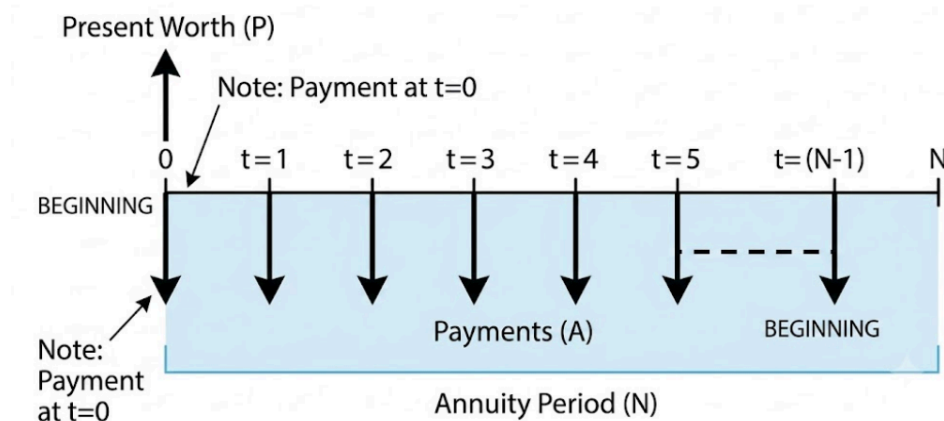 Present Worth (P)
Note: Payment at t=0
0 t=1 t=2 t=3 t=4 t=5 t=(N-1) N
BEGINNING
Payments (A)
BEGINNING
Note:
Payment
at t=0
Annuity Period (N)